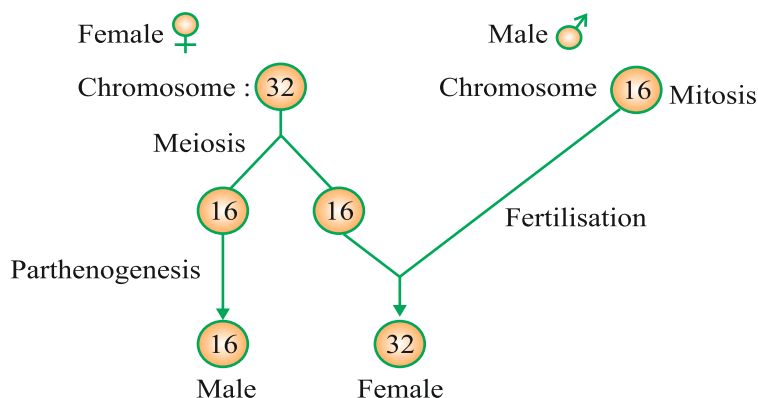 Female
Male
Chromosome : 32
Chromosome 16 Mitosis
Meiosis
16 16
Fertilisation
Parthenogenesis
16 32
Male Female